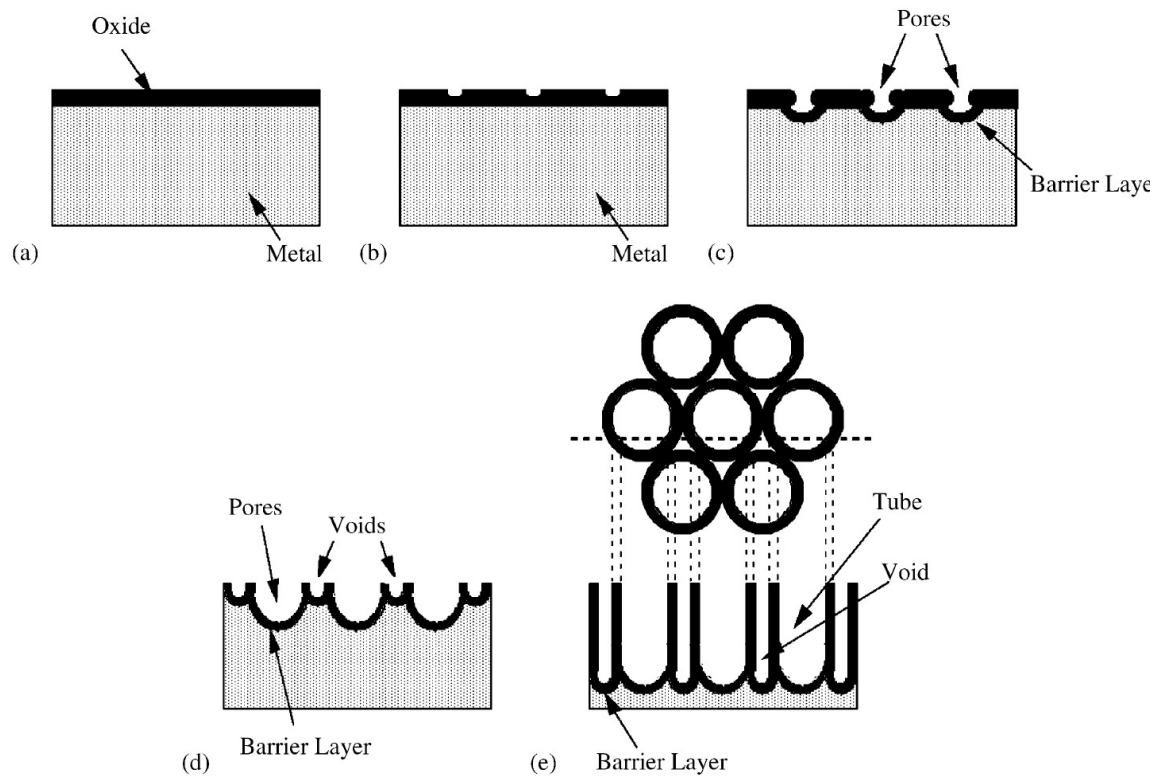 Oxide
Pores
Barrier Laye
Metal
Metal
(a)
(b)
(c)
Pores
Voids
Tube
Void
Barrier Layer
Barrier Layer
(d)
(e)